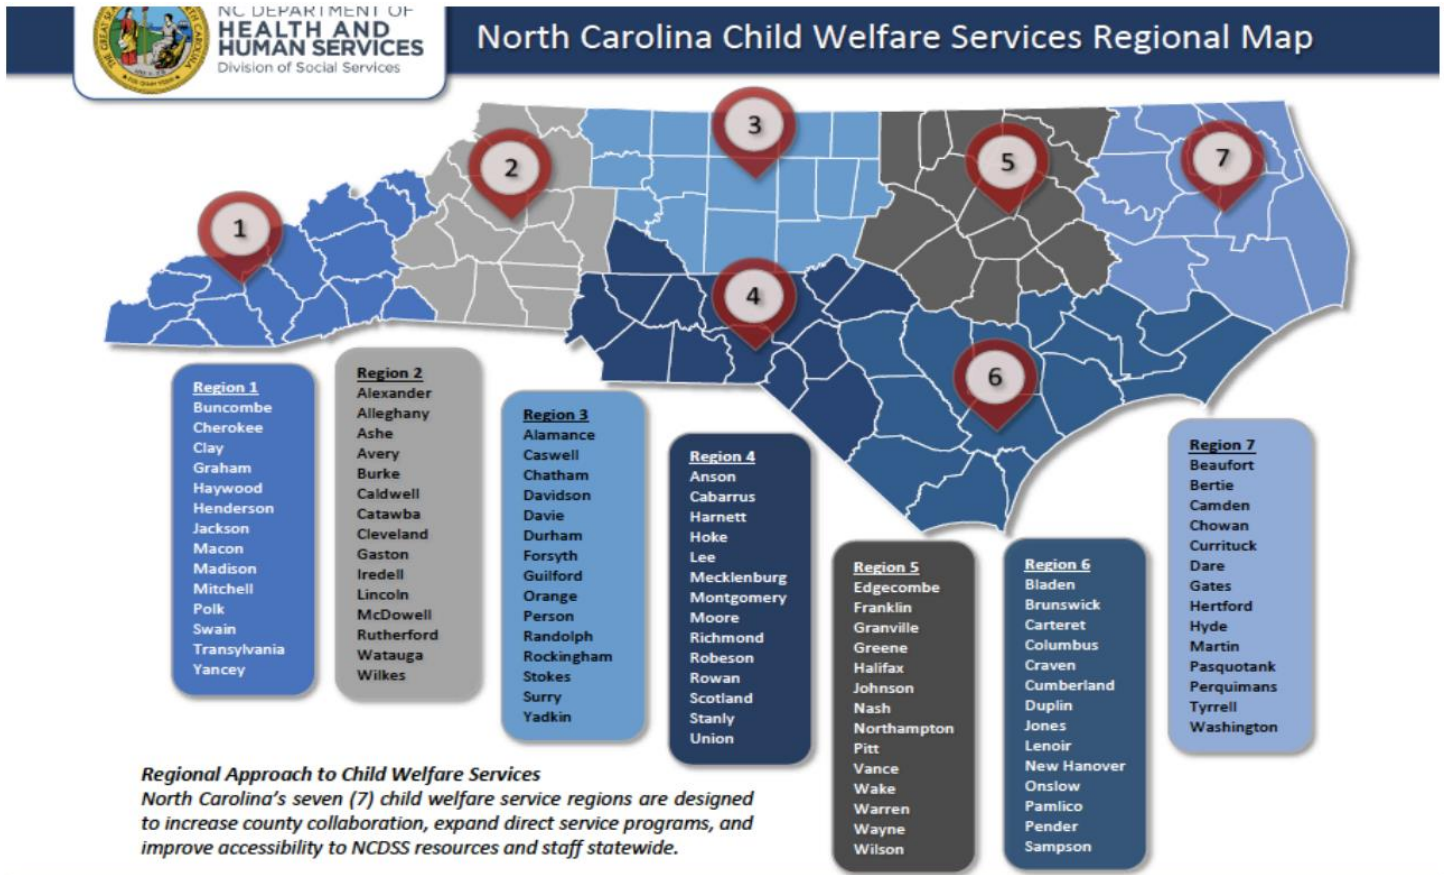 NC DEPARTMENT OF
HEALTH AND
HUMAN SERVICES
Division of Social Services
North Carolina Child Welfare Services Regional Map
1
2
3
4
5
6
7
Region 1
Buncombe
Cherokee
Clay
Graham
Haywood
Henderson
Jackson
Macon
Madison
Mitchell
Polk
Swain
Transylvania
Yancey
Region 2
Alexander
Alleghany
Ashe
Avery
Burke
Caldwell
Catawba
Cleveland
Gaston
Iredell
Lincoln
McDowell
Rutherford
Watauga
Wilkes
Region 3
Alamance
Caswell
Chatham
Davidson
Davie
Durham
Forsyth
Guilford
Orange
Person
Randolph
Rockingham
Stokes
Surry
Yadkin
Region 4
Anson
Cabarrus
Harnett
Hoke
Lee
Mecklenburg
Montgomery
Moore
Richmond
Robeson
Rowan
Scotland
Stanly
Union
Region 5
Edgecombe
Franklin
Granville
Greene
Halifax
Johnson
Nash
Northampton
Pitt
Vance
Wake
Warren
Wayne
Wilson
Region 6
Bladen
Brunswick
Carteret
Columbus
Craven
Cumberland
Duplin
Jones
Lenoir
New Hanover
Onslow
Pamlico
Pender
Sampson
Region 7
Beaufort
Bertie
Camden
Chowan
Currituck
Dare
Gates
Hertford
Hyde
Martin
Pasquotank
Perquimans
Tyrrell
Washington
Regional Approach to Child Welfare Services
North Carolina's seven (7) child welfare service regions are designed
to increase county collaboration, expand direct service programs, and
improve accessibility to NCDSS resources and staff statewide.